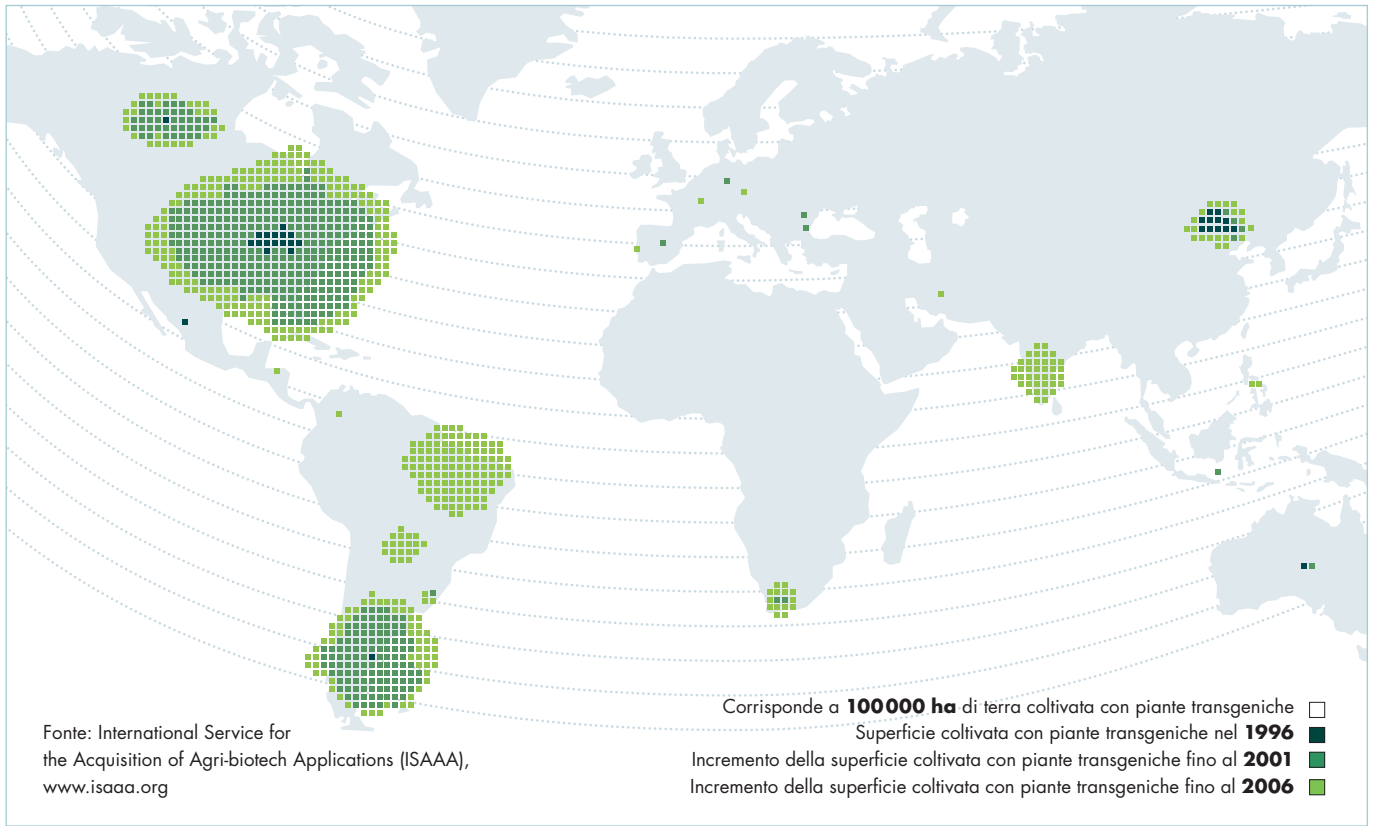 Corrisponde a 100 000 ha di terra coltivata con piante transgeniche
Superficie coltivata con piante transgeniche nel 1996
Incremento della superficie coltivata con piante transgeniche fino al 2001
Incremento della superficie coltivata con piante transgeniche fino al 2006
Fonte: International Service for
the Acquisition of Agri-biotech Applications (ISAAA),
www.isaaa.org